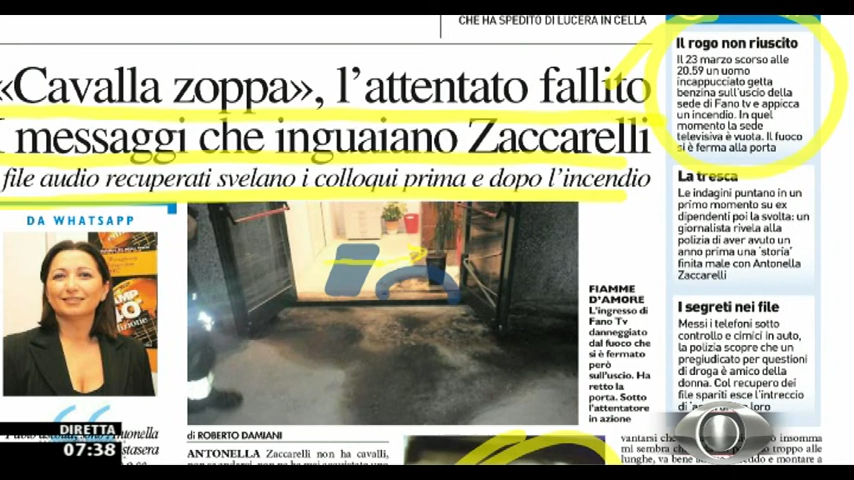 CHE HA SPEDITO DI LUCERA IN CELLA
«Cavalla zoppa», l'attentato fallito
I messaggi che inguaiano Zaccarelli
file audio recuperati svelano i colloqui prima e dopo l'incendio
DA WHATSAPP
FIAMME
D'AMORE
L'ingresso di
Fano Tv
danneggiato
dal fuoco che
si è fermato
però
sull'uscio. Ha
retto la
porta. Sotto
l'attentatore
in azione
di ROBERTO DAMIANI
ANTONELLA Zaccarelli non ha cavalli,
Il rogo non riuscito
Il 23 marzo scorso alle
20.59 un uomo
incappucciato getta
benzina sull'uscio della
sede di Fano tv e appicca
un incendio. In quel
momento la sede
televisiva è vuota. Il fuoco
si è ferma alla porta
La tresca
Le indagini puntano in un
primo momento su ex
dipendenti poi la svolta: un
giornalista rivela alla
polizia di aver avuto un
anno prima una 'storia'
finita male con Antonella
Zaccarelli
I segreti nei file
Messi i telefoni sotto
controllo e cimici in auto,
la polizia scopre che un
pregiudicato per questioni
di droga è amico della
donna. Col recupero dei
file spariti esce l'intreccio
loro
DIRETTA
07:38